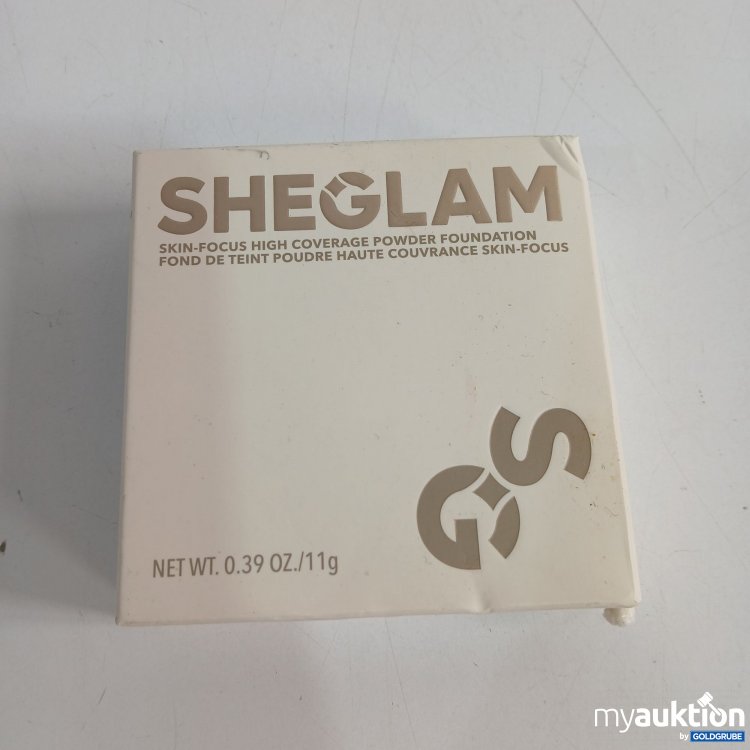 SHEGLAM
SKIN-FOCUS HIGH COVERAGE POWDER FOUNDATION
FOND DE TEINT POUDRE HAUTE COUVRANCE SKIN-FOCUS
GS
NET WT. 0.39 OZ./11g
myauktion
by GOLDGRUBE